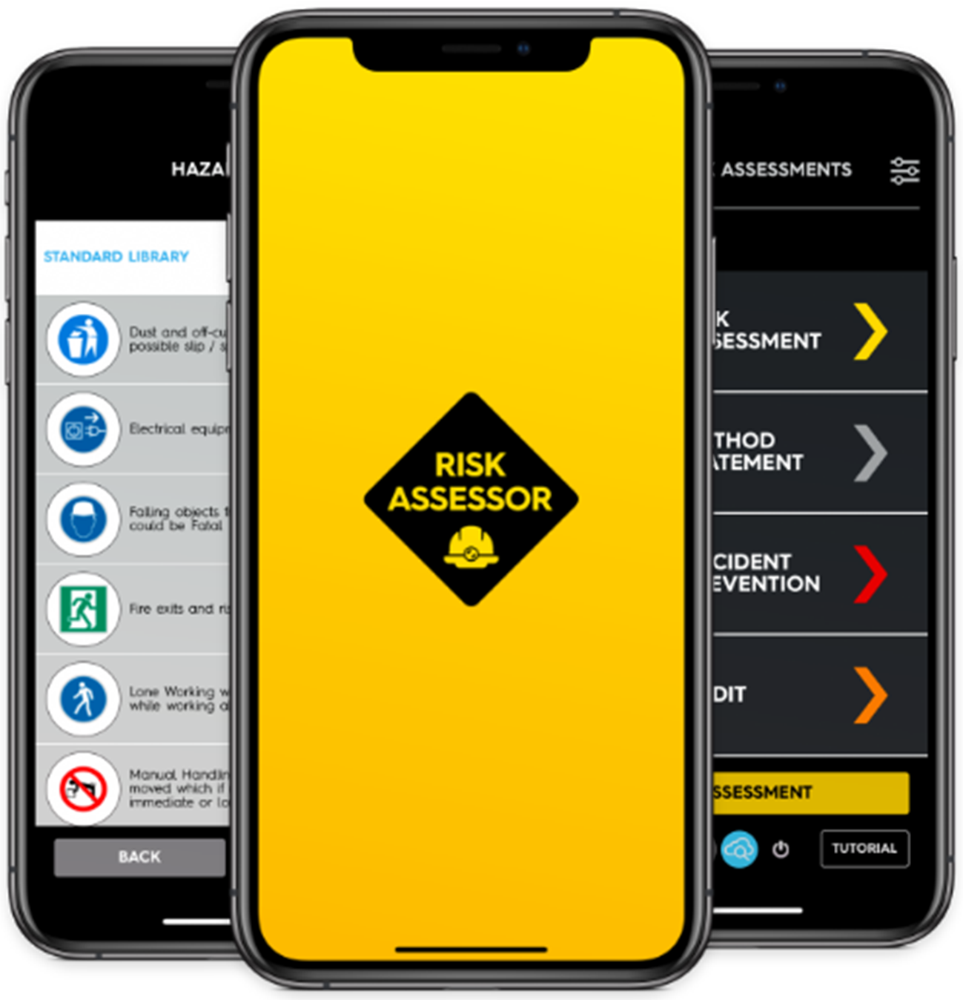 HAZA
STANDARD LIBRARY
Dust and off-cu
possible slip / s
Electrical equip
Falling objects
could be Fatal
Fire exits and
Lone Working w
while working a
Manual Handlin
moved which if
immediate or lo
BACK
RISK
ASSESSOR
ASSESSMENTS
K
SESSMENT
THOD
ATEMENT
CIDENT
EVENTION
DIT
SSESSMENT
TUTORIAL